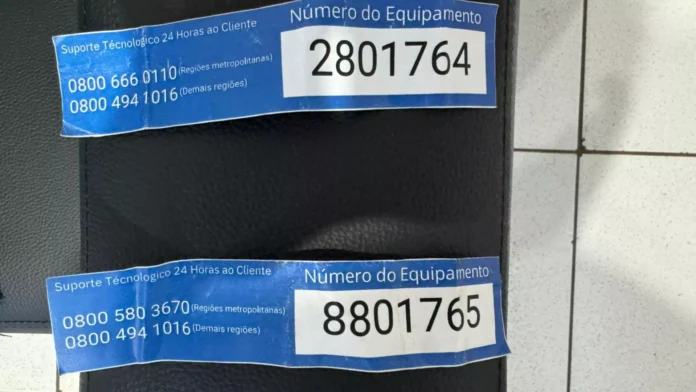 Suporte Técnologico 24 Horas ao Cliente
0800 666 0110 (Regiões metropolitanas)
0800 494 1016 (Demais regiões)
Número do Equipamento
2801764
Suporte Técnologico 24 Horas ao Cliente
0800 580 3670 (Regiões metropolitanas)
0800 494 1016 (Demais regiões)
Número do Equipamento
8801765